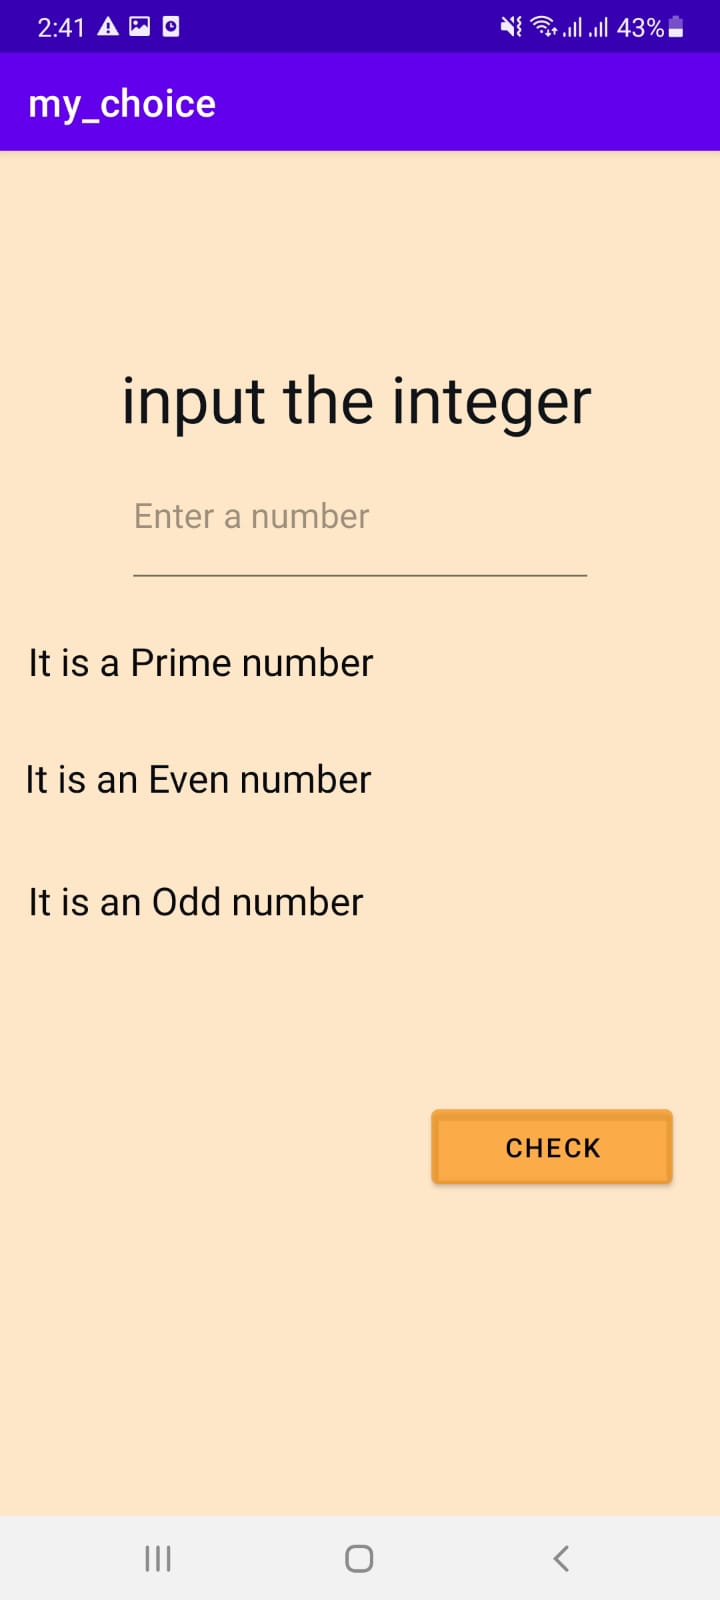 2:41 43%
my_choice
input the integer
Enter a number
It is a Prime number
It is an Even number
It is an Odd number
CHECK